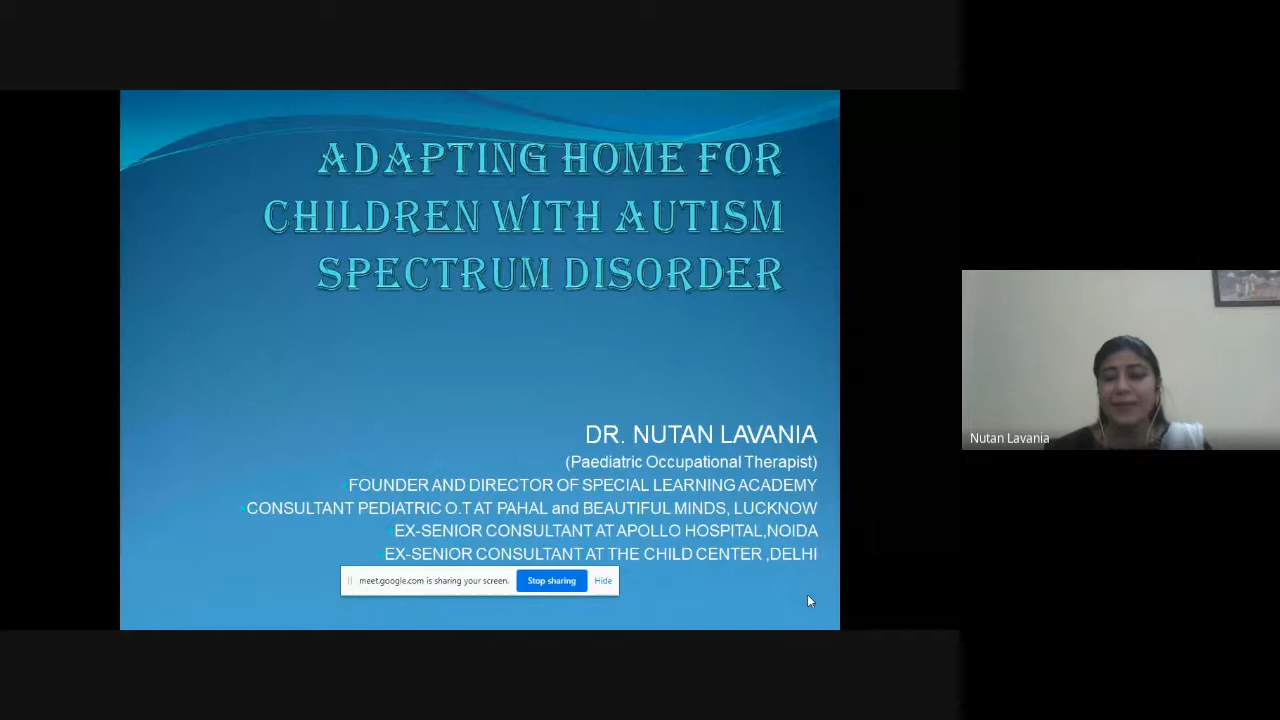 ADAPTING HOME FOR
CHILDREN WITH AUTISM
SPECTRUM DISORDER
DR. NUTAN LAVANIA
(Paediatric Occupational Therapist)
FOUNDER AND DIRECTOR OF SPECIAL LEARNING ACADEMY
CONSULTANT PEDIATRIC O.T AT PAHAL and BEAUTIFUL MINDS, LUCKNOW
EX-SENIOR CONSULTANT AT APOLLO HOSPITAL,NOIDA
EX-SENIOR CONSULTANT AT THE CHILD CENTER ,DELHI
meet.google.com is sharing your screen. Stop sharing Hide
Nutan Lavania